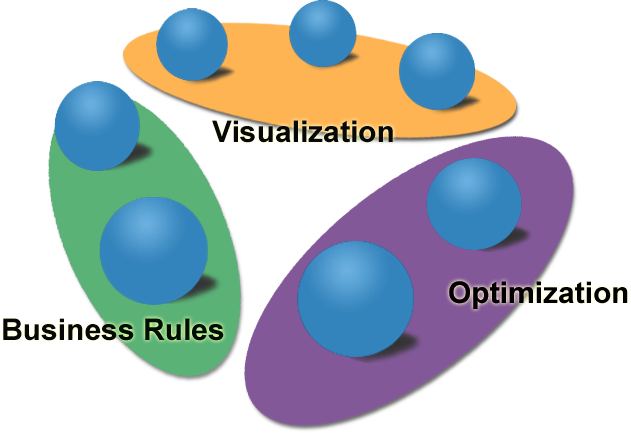 Visualization
Optimization
Business Rules